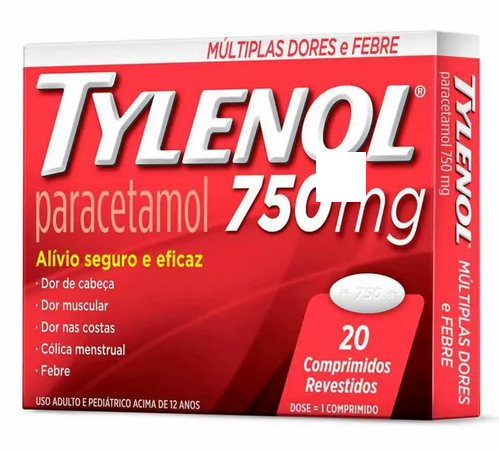 MÚLTIPLAS DORES e FEBRE
TYLENOL®
paracetamol 750mg
Alívio seguro e eficaz
· Dor de cabeça
· Dor muscular
· Dor nas costas
· Cólica menstrual
· Febre
750
20
Comprimidos
Revestidos
USO ADULTO E PEDIÁTRICO ACIMA DE 12 ANOS
DOSE = 1 COMPRIMIDO
TYLENOL®
paracetamol 750 mg
MÚLTIPLAS DORES
e FEBRE